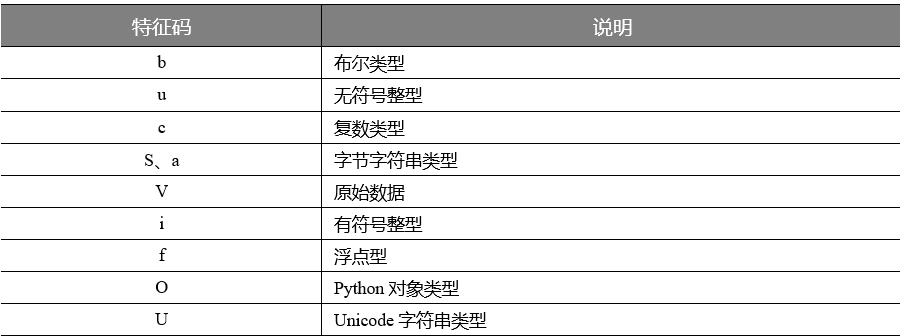 特征码 说明
b 布尔类型
u 无符号整型
c 复数类型
S、a 字节字符串类型
V 原始数据
i 有符号整型
f 浮点型
O Python 对象类型
U Unicode 字符串类型